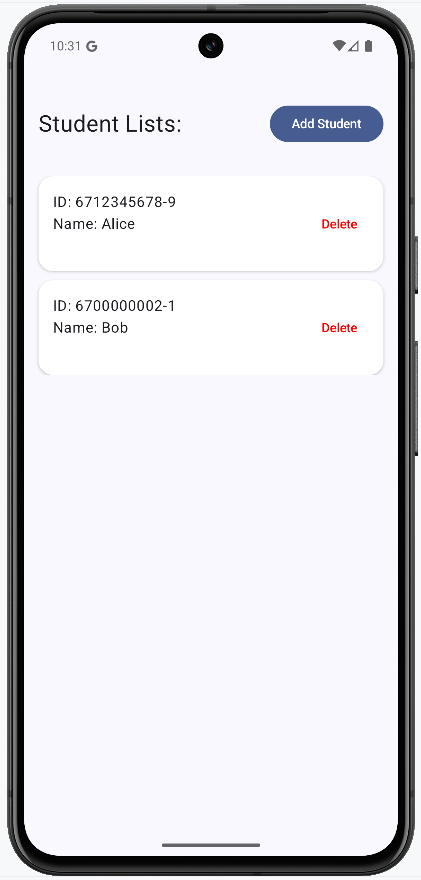 10:31 G
Student Lists:
Add Student
ID: 6712345678-9
Name: Alice
Delete
ID: 6700000002-1
Name: Bob
Delete